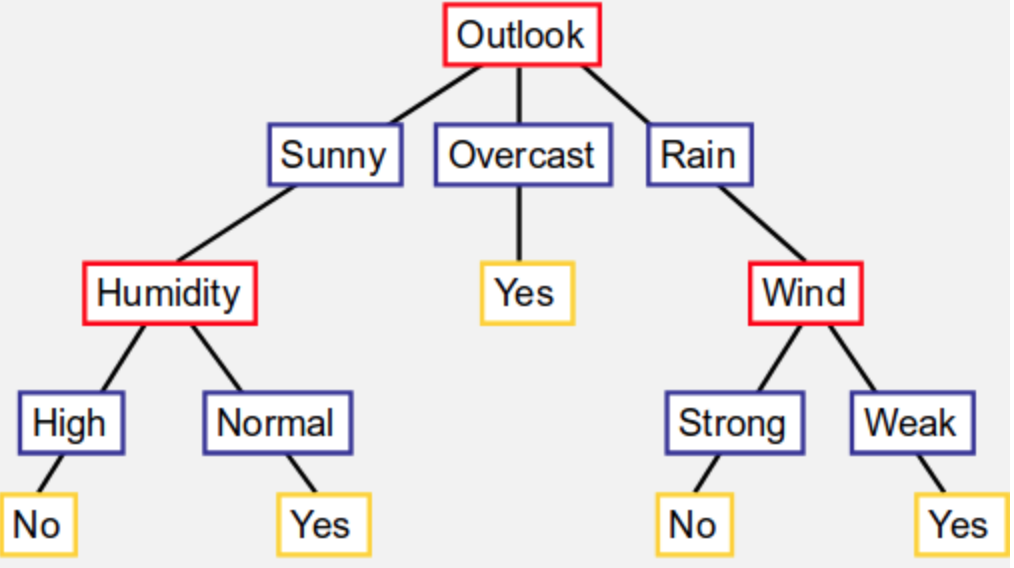 Outlook
Sunny Overcast Rain
Humidity Yes Wind
High Normal Strong Weak
No Yes No Yes